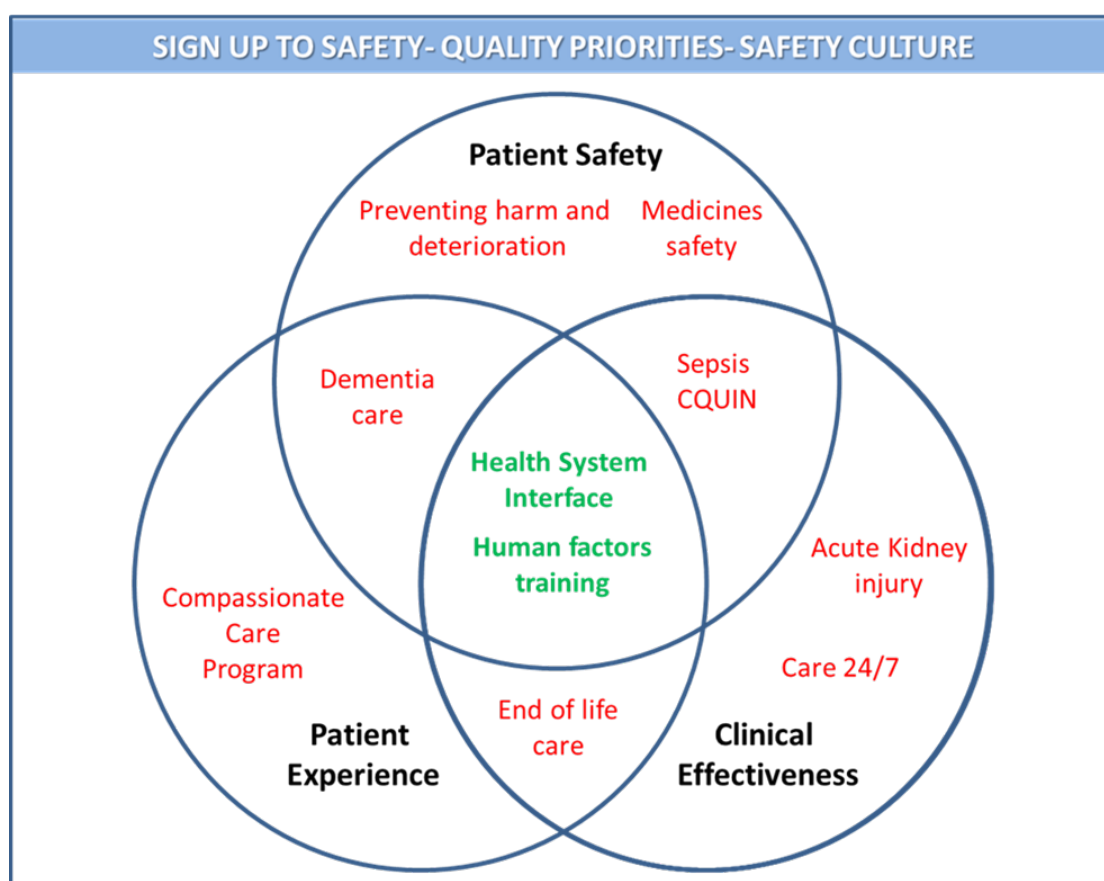 SIGN UP TO SAFETY- QUALITY PRIORITIES- SAFETY CULTURE
Patient Safety
Preventing harm and
deterioration
Medicines
safety
Dementia
care
Sepsis
CQUIN
Health System
Interface
Human factors
training
Acute Kidney
injury
Compassionate
Care
Program
Care 24/7
End of life
care
Patient
Experience
Clinical
Effectiveness